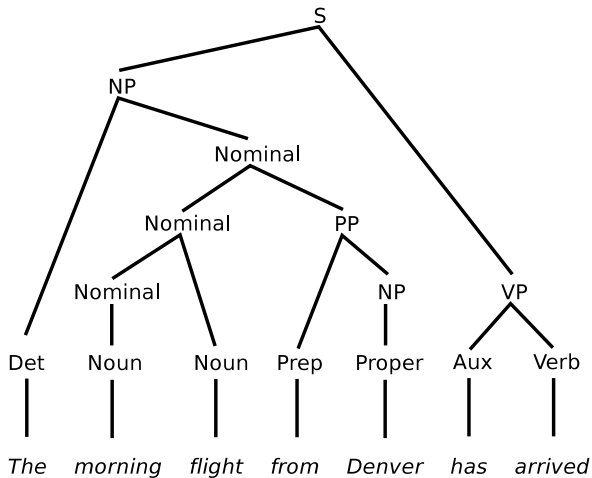 S
NP
Nominal
Nominal PP
Nominal NP VP
Det Noun Noun Prep Proper Aux Verb
The morning flight from Denver has arrived